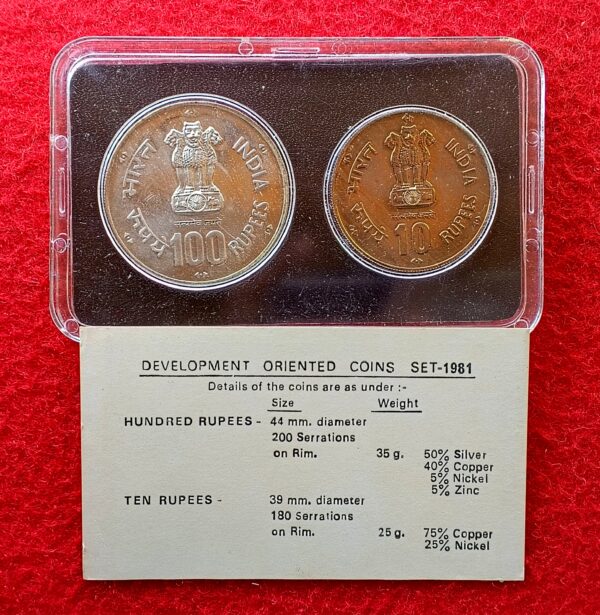 भारत INDIA
रुपये 100 RUPEES
भारत INDIA
रुपये 10 RUPEES
DEVELOPMENT ORIENTED COINS SET-1981
Details of the coins are as under :-
Size Weight
HUNDRED RUPEES - 44 mm. diameter
200 Serrations
on Rim. 35 g. 50% Silver
40% Copper
5% Nickel
5% Zinc
TEN RUPEES - 39 mm. diameter
180 Serrations
on Rim. 25 g. 75% Copper
25% Nickel